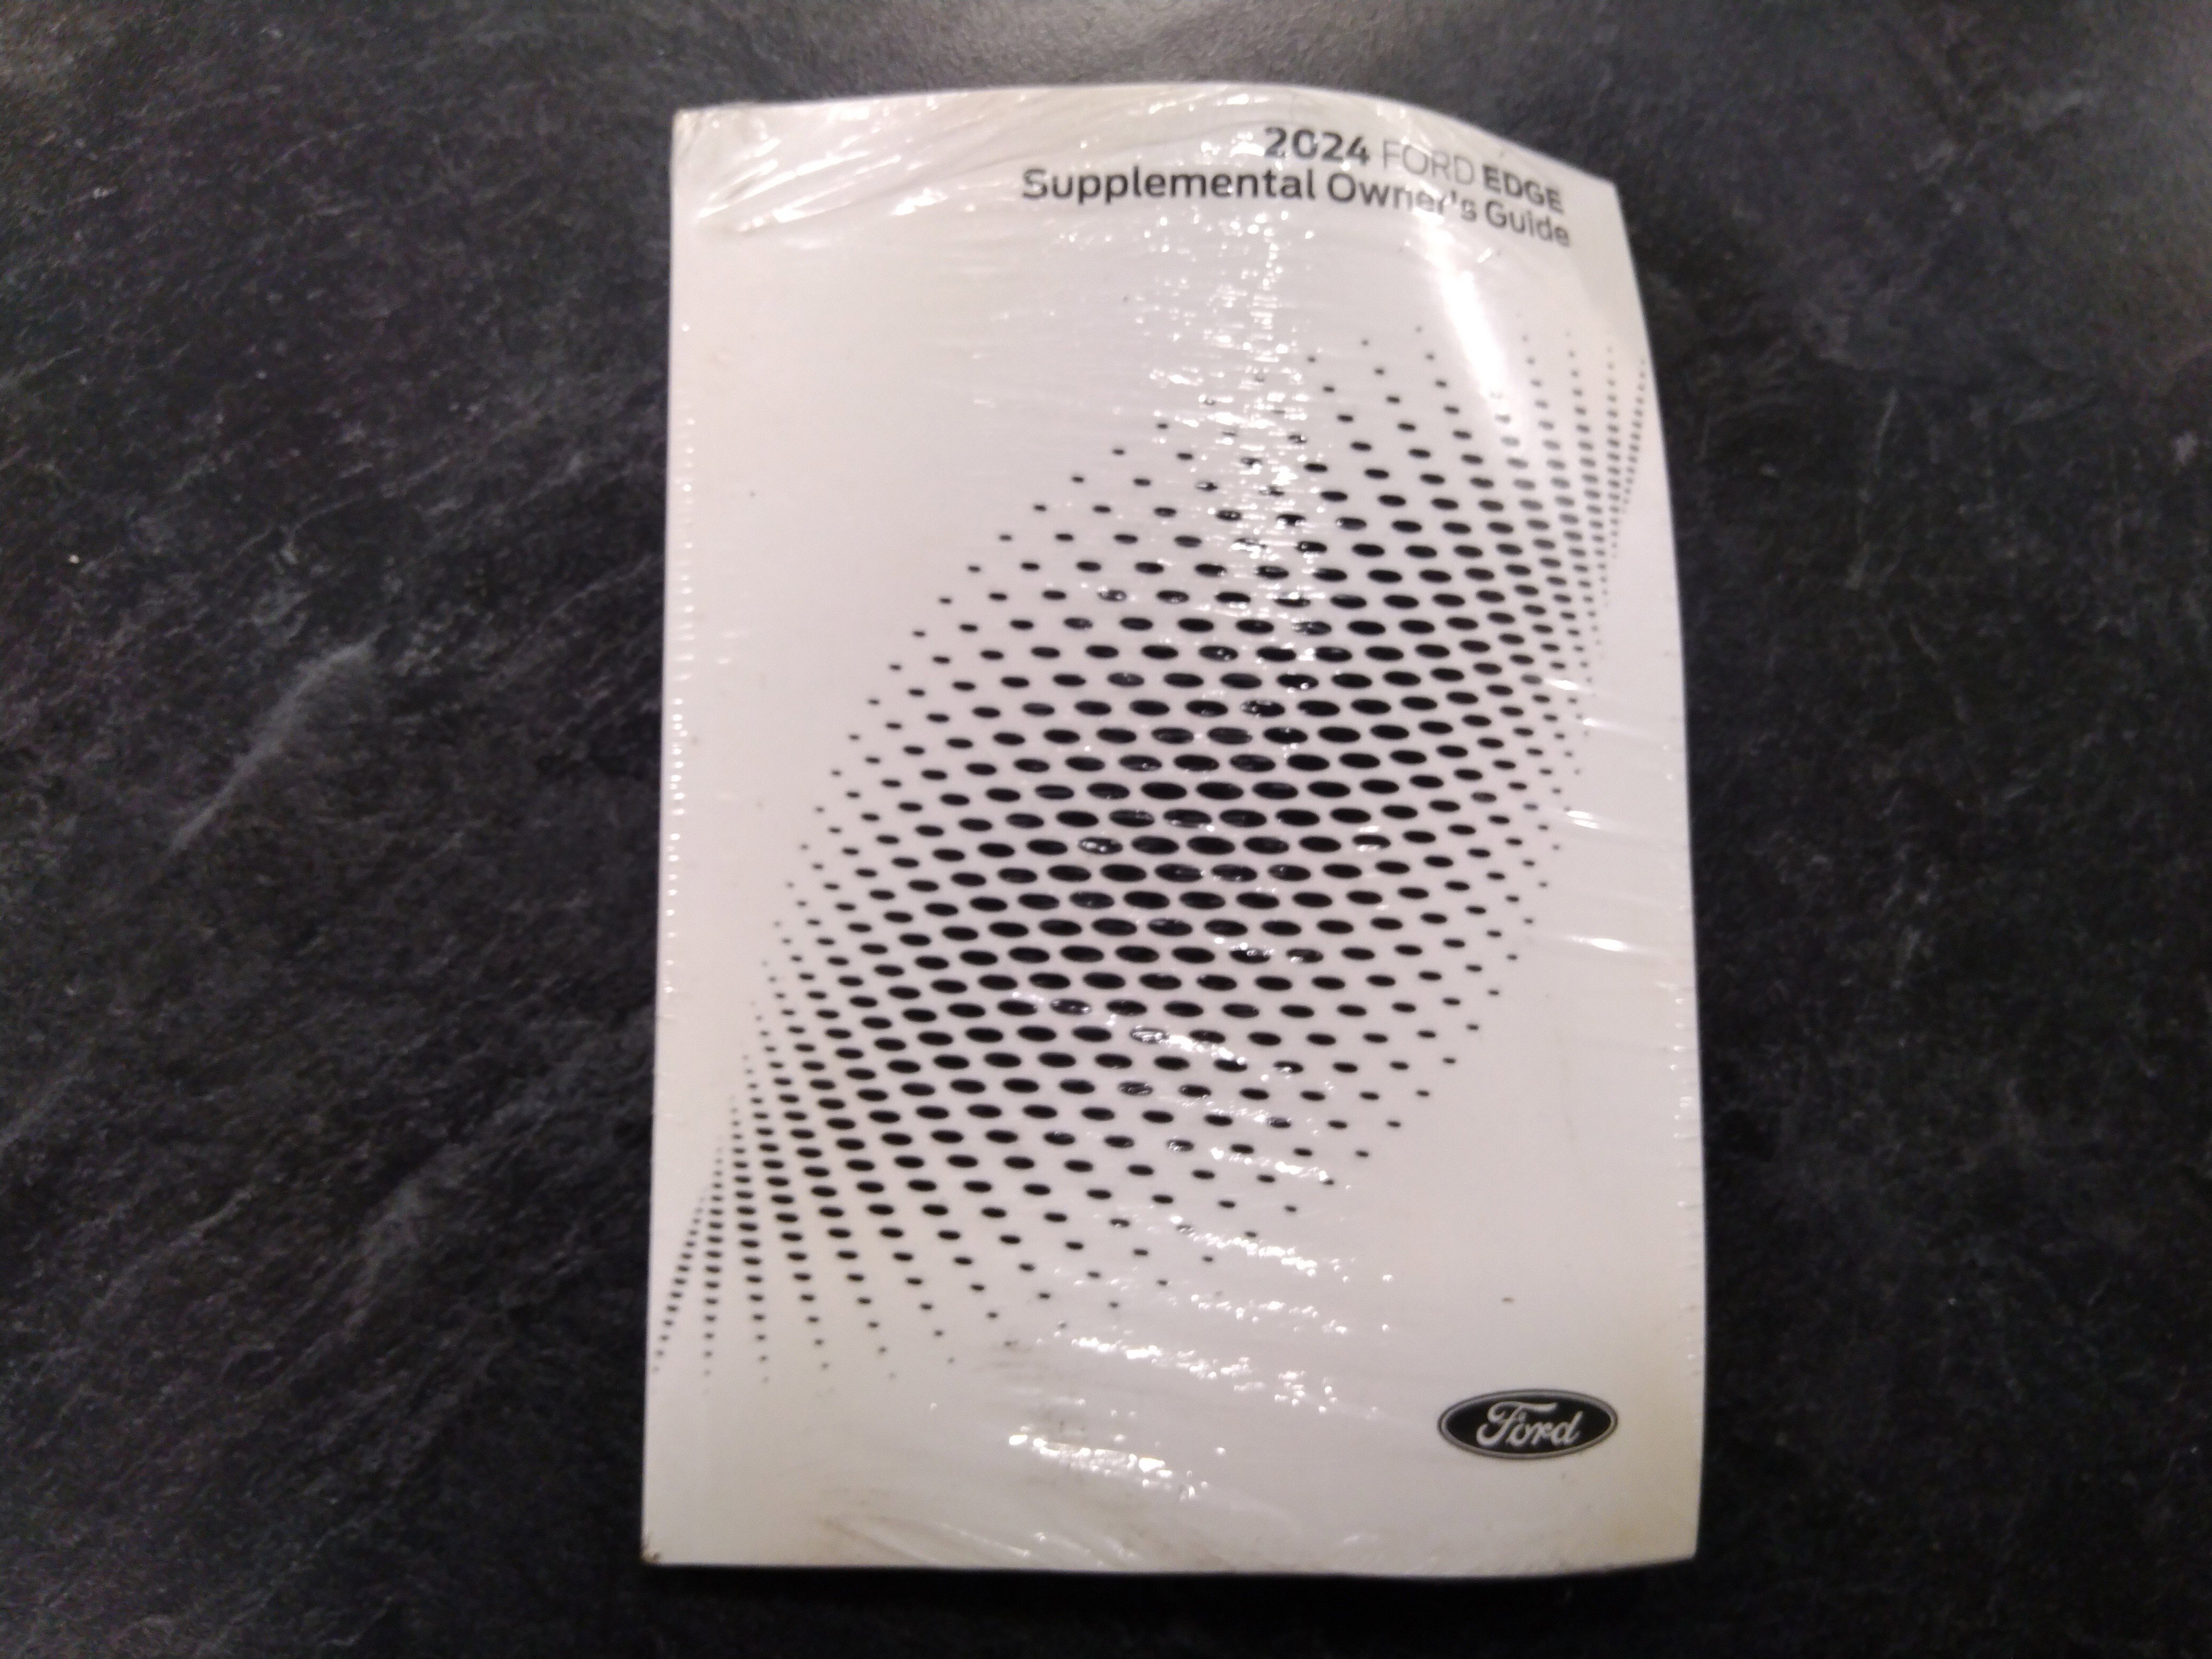 2024 FORD EDGE
Supplemental Owner's Guide
Ford